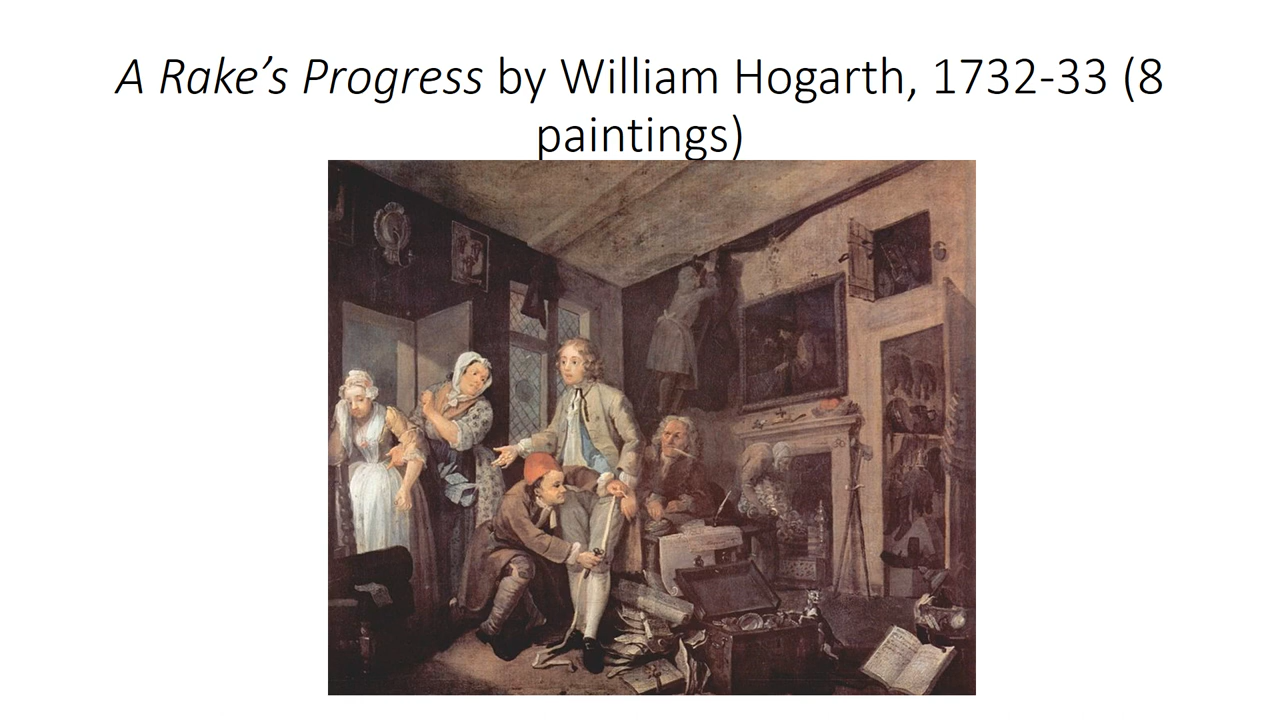 A Rake’s Progress by William Hogarth, 1732-33 (8
paintings)